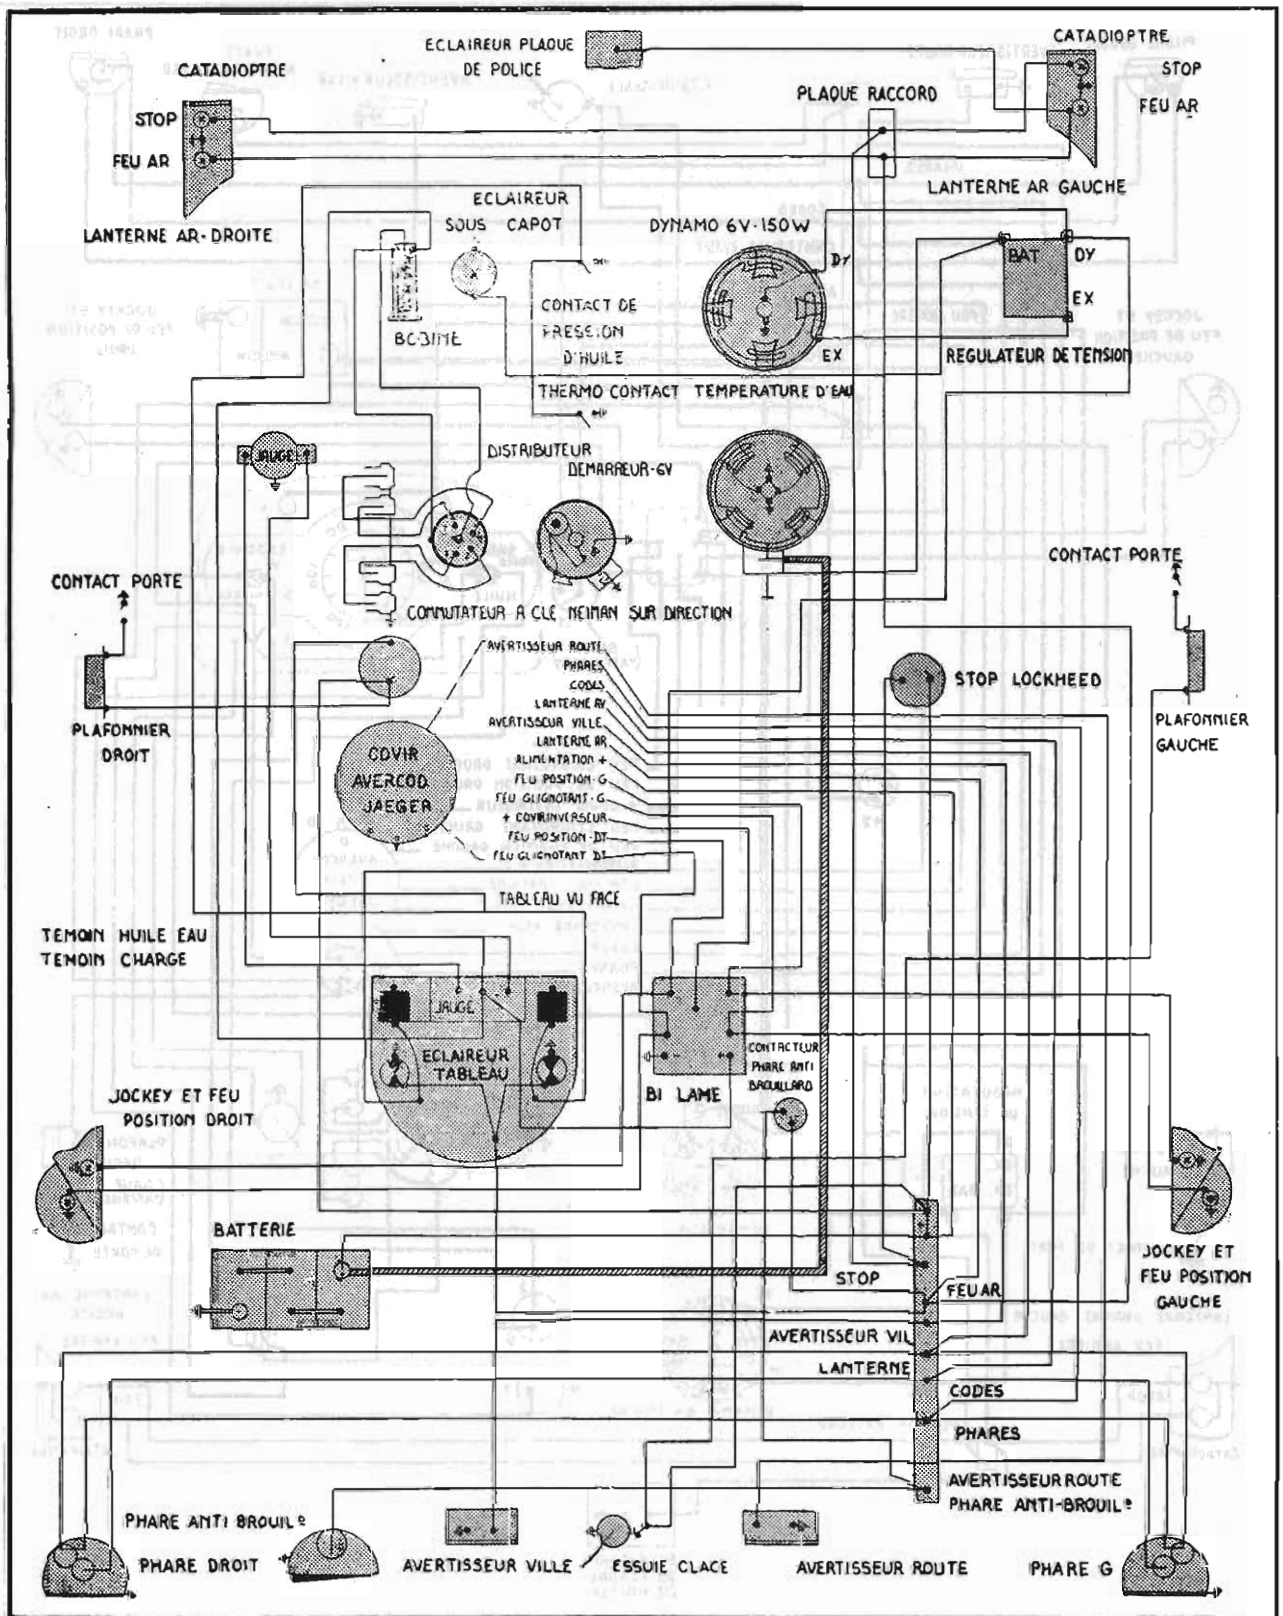 ECLAIREUR PLAQUE
DE POLICE
CATADIOPTRE
CATADIOPTRE
STOP
STOP
PLAQUE RACCORD
FEU AR
FEU AR
LANTERNE AR GAUCHE
ECLAIREUR
SOUS CAPOT
LANTERNE AR-DROITE
DYNAMO 6V-150W
DY
BAT
DY
EX
CONTACT DE
PRESSION
D'HUILE
BOBINE
EX
REGULATEUR DE TENSION
THERMO CONTACT TEMPERATURE D'EAU
JAUGE
DISTRIBUTEUR
DEMARREUR-6V
CONTACT PORTE
CONTACT PORTE
COMMUTATEUR A CLE NEIMAN SUR DIRECTION
AVERTISSEUR ROUTE
PHARES
CODES
LANTERNE AV
AVERTISSEUR VILLE
LANTERNE AR
ALIMENTATION +
FEU POSITION-G
FEU CLIGNOTANT-G
+ COVIRINVERSEUR
FEU POSITION-DT
FEU CLIGNOTANT DT
STOP LOCKHEED
PLAFONNIER
DROIT
PLAFONNIER
GAUCHE
COVIR
AVERCOD
JAEGER
TABLEAU VU FACE
TEMOIN HUILE EAU
TEMOIN CHARGE
JAUGE
ECLAIREUR
TABLEAU
CONTACTEUR
PHARE ANTI
BROUILLARD
BI LAME
JOCKEY ET FEU
POSITION DROIT
BATTERIE
JOCKEY ET
FEU POSITION
GAUCHE
STOP
FEU AR
AVERTISSEUR VIL
LANTERNE
CODES
PHARES
AVERTISSEUR ROUTE
PHARE ANTI-BROUILᵈ
PHARE ANTI BROUILᵈ
PHARE DROIT
AVERTISSEUR VILLE
ESSUIE GLACE
AVERTISSEUR ROUTE
PHARE G